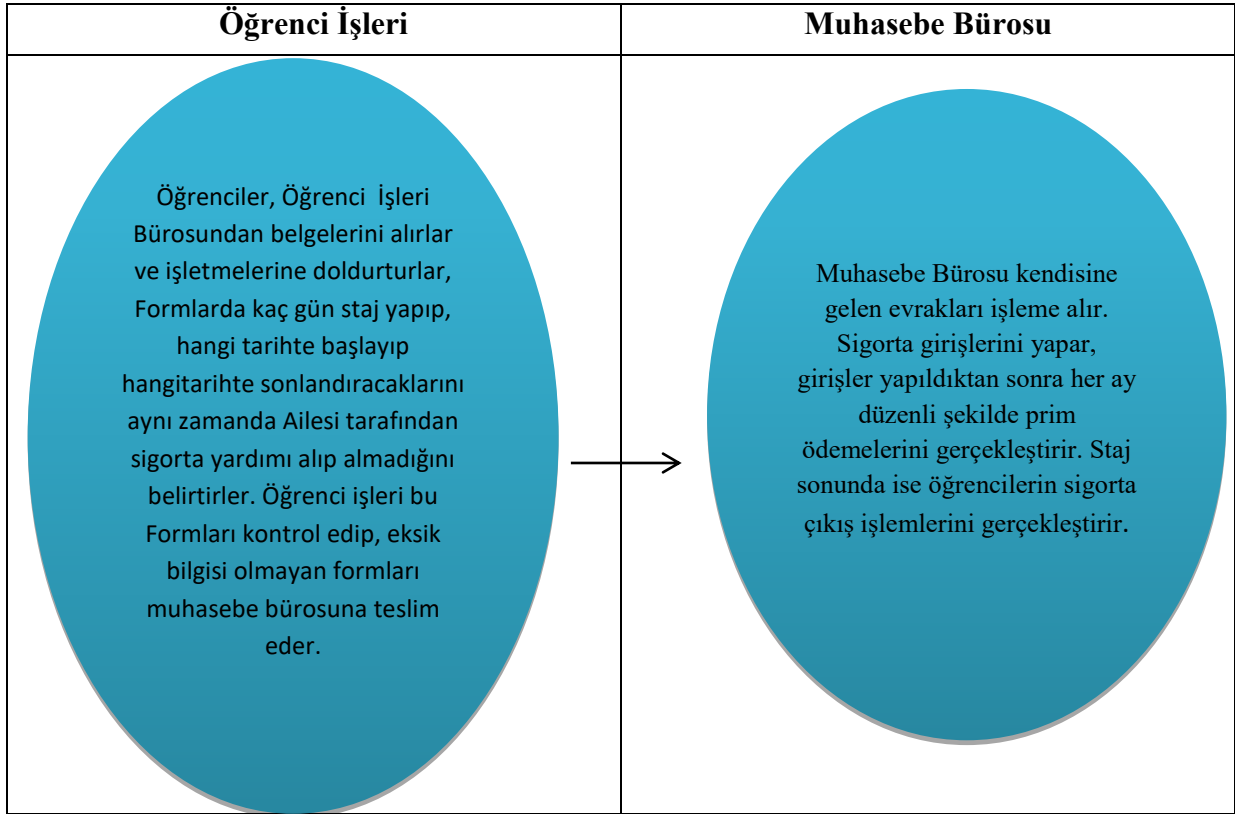 Öğrenci İşleri
Muhasebe Bürosu
Öğrenciler, Öğrenci İşleri
Bürosundan belgelerini alırlar
ve işletmelerine doldurturlar,
Formlarda kaç gün staj yapıp,
hangi tarihte başlayıp
hangitarihte sonlandıracaklarını
aynı zamanda Ailesi tarafından
sigorta yardımı alıp almadığını
belirtirler. Öğrenci işleri bu
Formları kontrol edip, eksik
bilgisi olmayan formları
muhasebe bürosuna teslim
eder.
Muhasebe Bürosu kendisine
gelen evrakları işleme alır.
Sigorta girişlerini yapar,
girişler yapıldıktan sonra her ay
düzenli şekilde prim
ödemelerini gerçekleştirir. Staj
sonunda ise öğrencilerin sigorta
çıkış işlemlerini gerçekleştirir.